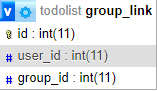 v todolist group_link
id : int(11)
# user_id : int(11)
# group_id : int(11)